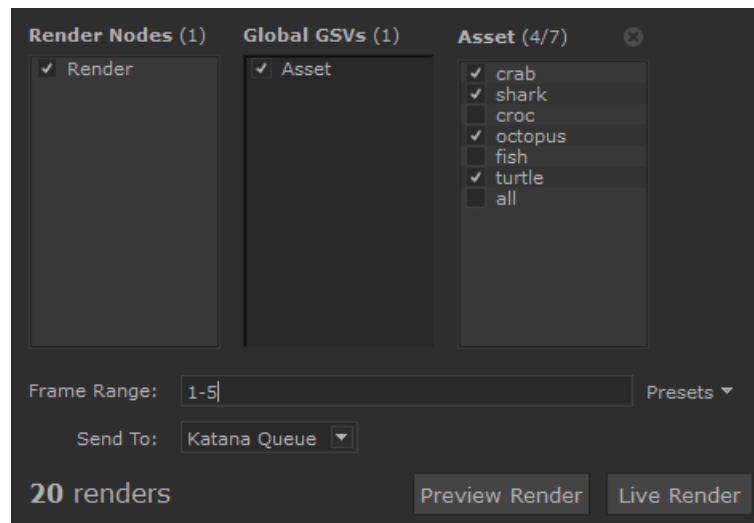 Render Nodes (1) Global GSVs (1) Asset (4/7)
Render
Asset
crab
shark
croc
octopus
fish
turtle
all
Frame Range: 1-5 Presets
Send To: Katana Queue
20 renders Preview Render Live Render